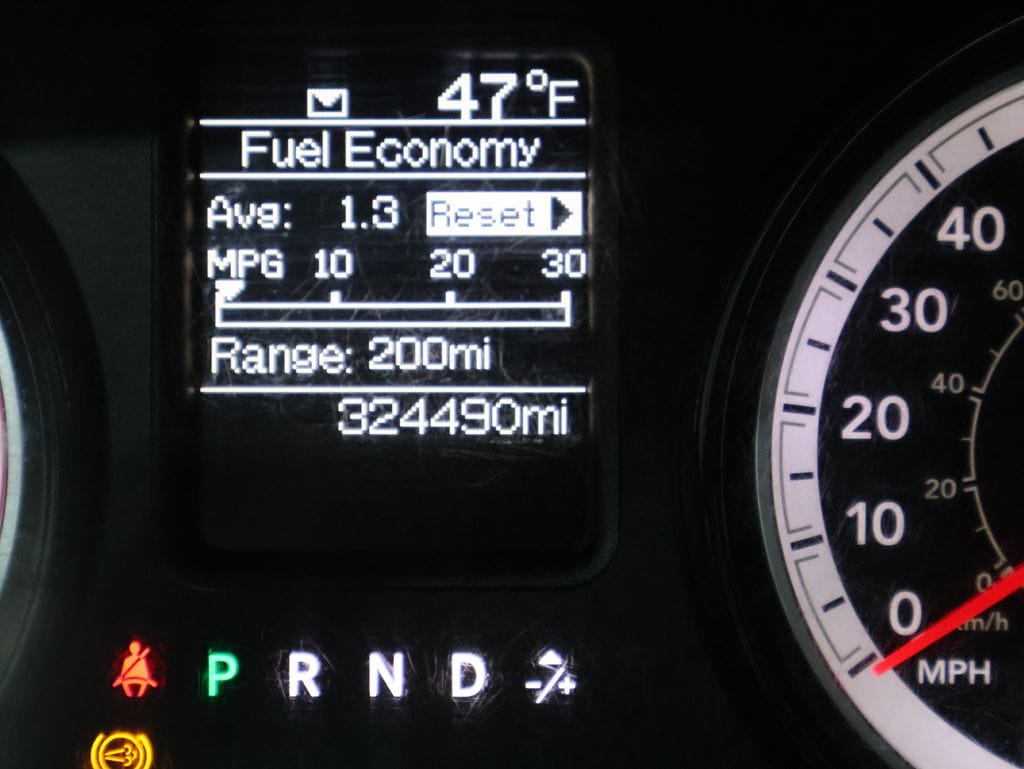 47°F
Fuel Economy
Avg: 1.3 Reset
MPG 10 20 30
Range: 200mi
324490mi
P R N D -/+
40
30
20
10
0
MPH
60
40
20
0
km/h